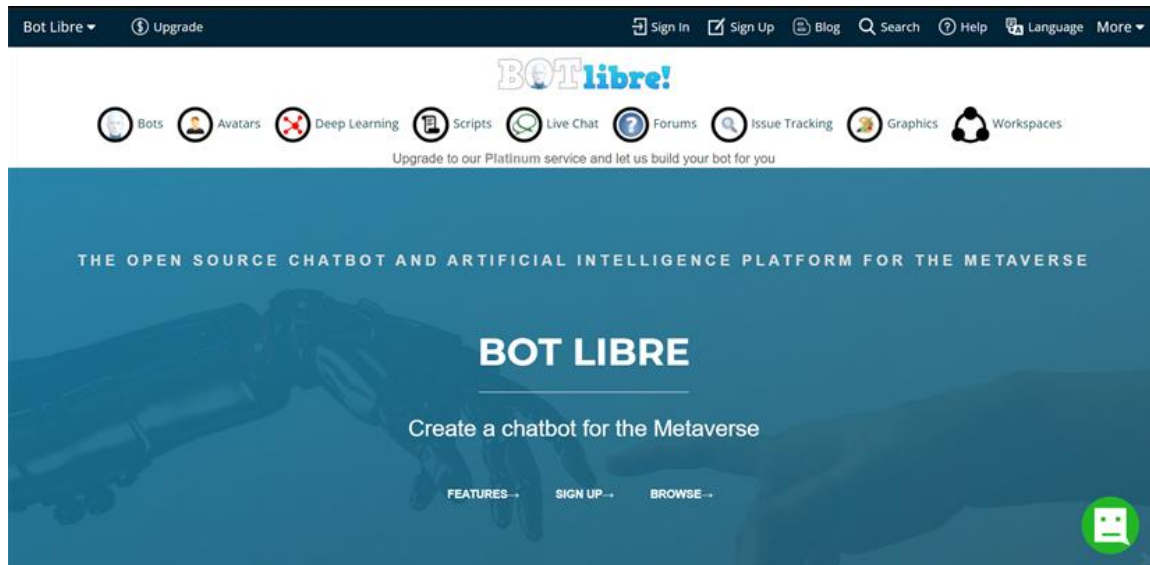 Bot Libre Upgrade Sign In Sign Up Blog Search Help Language More
BOT libre!
Bots Avatars Deep Learning Scripts Live Chat Forums Issue Tracking Graphics Workspaces
Upgrade to our Platinum service and let us build your bot for you
THE OPEN SOURCE CHATBOT AND ARTIFICIAL INTELLIGENCE PLATFORM FOR THE METAVERSE
BOT LIBRE
Create a chatbot for the Metaverse
FEATURES→ SIGN UP→ BROWSE→